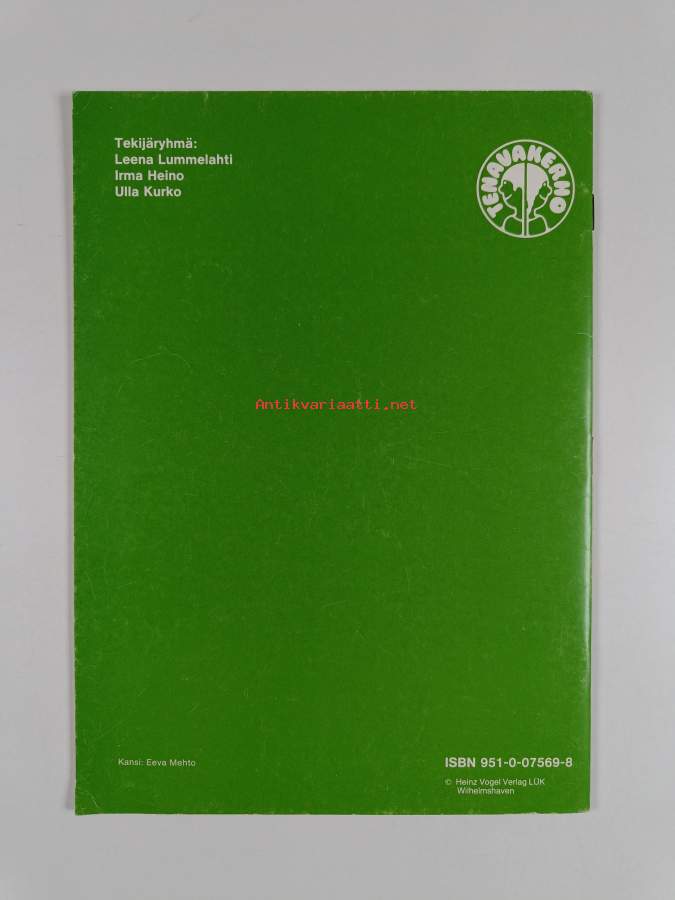 Tekijäryhmä:
Leena Lummelahti
Irma Heino
Ulla Kurko
TENAVAKERHO
Antikvariaatti.net
Kansi: Eeva Mehto
ISBN 951-0-07569-8
© Heinz Vogel Verlag LÜK
Wilhelmshaven